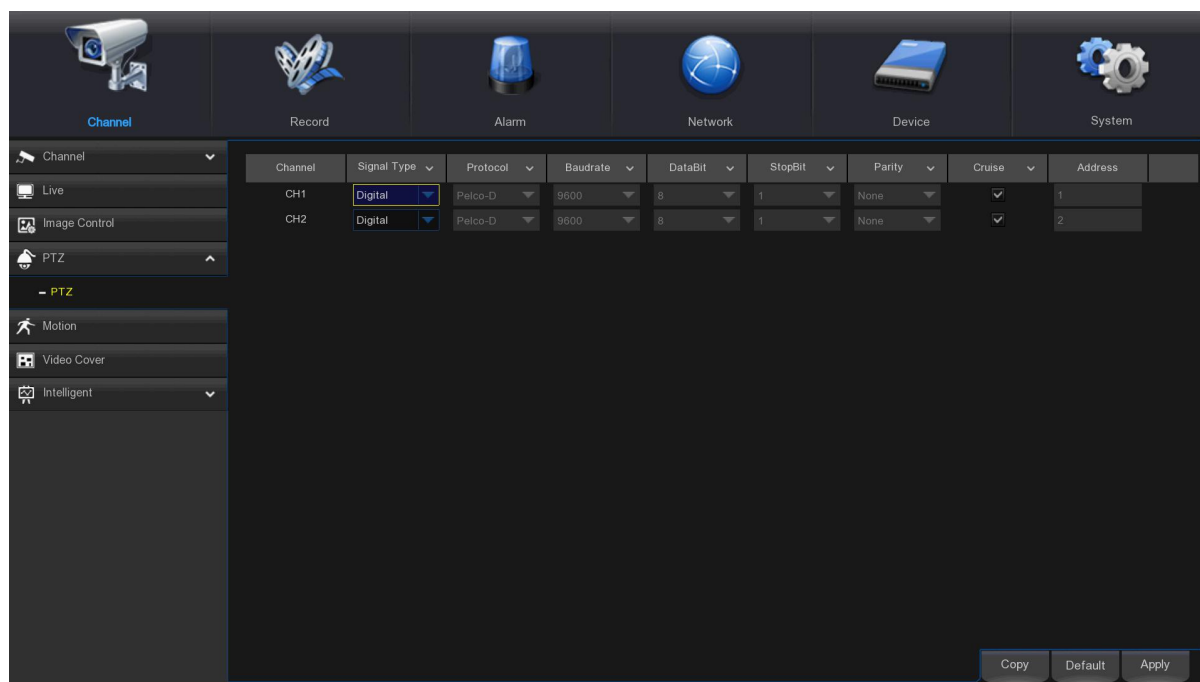 Channel Record Alarm Network Device System
Channel
Live
Image Control
PTZ
– PTZ
Motion
Video Cover
Intelligent
Channel Signal Type Protocol Baudrate DataBit StopBit Parity Cruise Address
CH1 Digital Pelco-D 9600 8 1 None 1
CH2 Digital Pelco-D 9600 8 1 None 2
Copy Default Apply